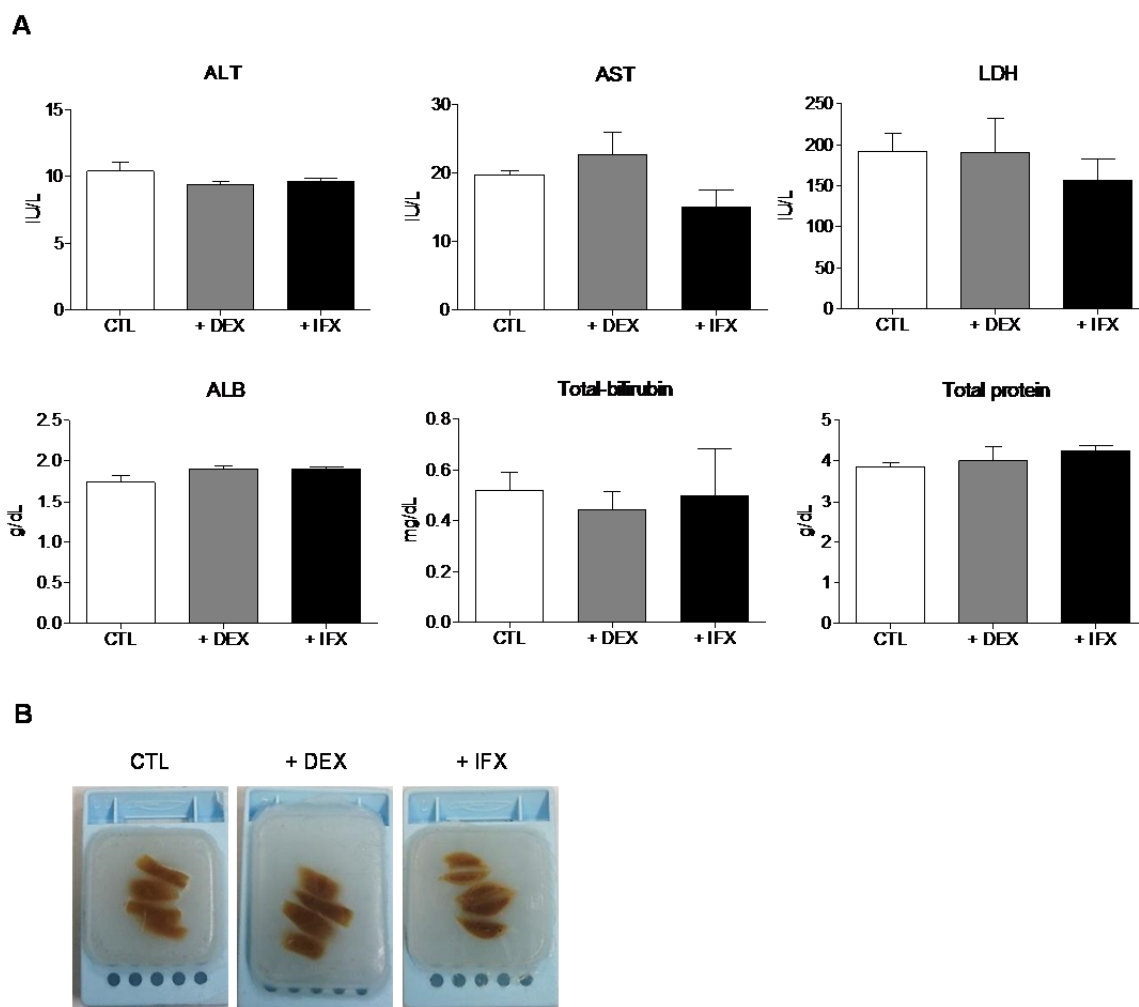 A
ALT
15
10
5
0
IU/L
CTL
+ DEX
+ IFX
AST
30
20
10
0
IU/L
CTL
+ DEX
+ IFX
LDH
250
200
150
100
50
0
IU/L
CTL
+ DEX
+ IFX
ALB
2.5
2.0
1.5
1.0
0.5
0.0
g/dL
CTL
+ DEX
+ IFX
Total-bilirubin
0.8
0.6
0.4
0.2
0.0
mg/dL
CTL
+ DEX
+ IFX
Total protein
5
4
3
2
1
0
g/dL
CTL
+ DEX
+ IFX
B
CTL
+ DEX
+ IFX